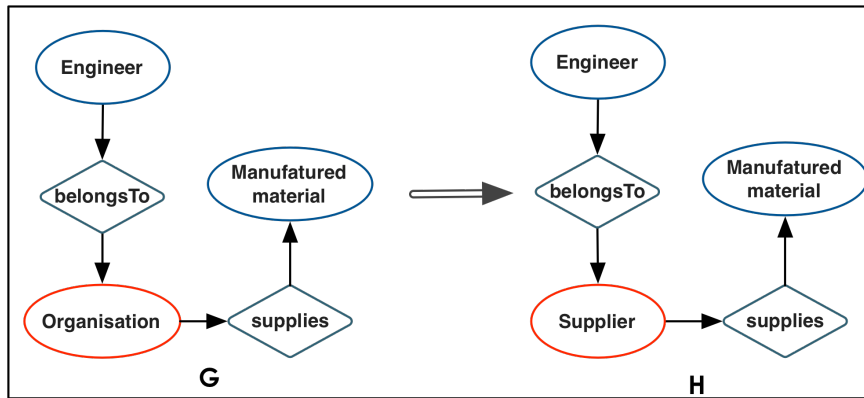 Engineer
belongsTo
Manufatured
material
Organisation
supplies
G
Engineer
belongsTo
Manufatured
material
Supplier
supplies
H